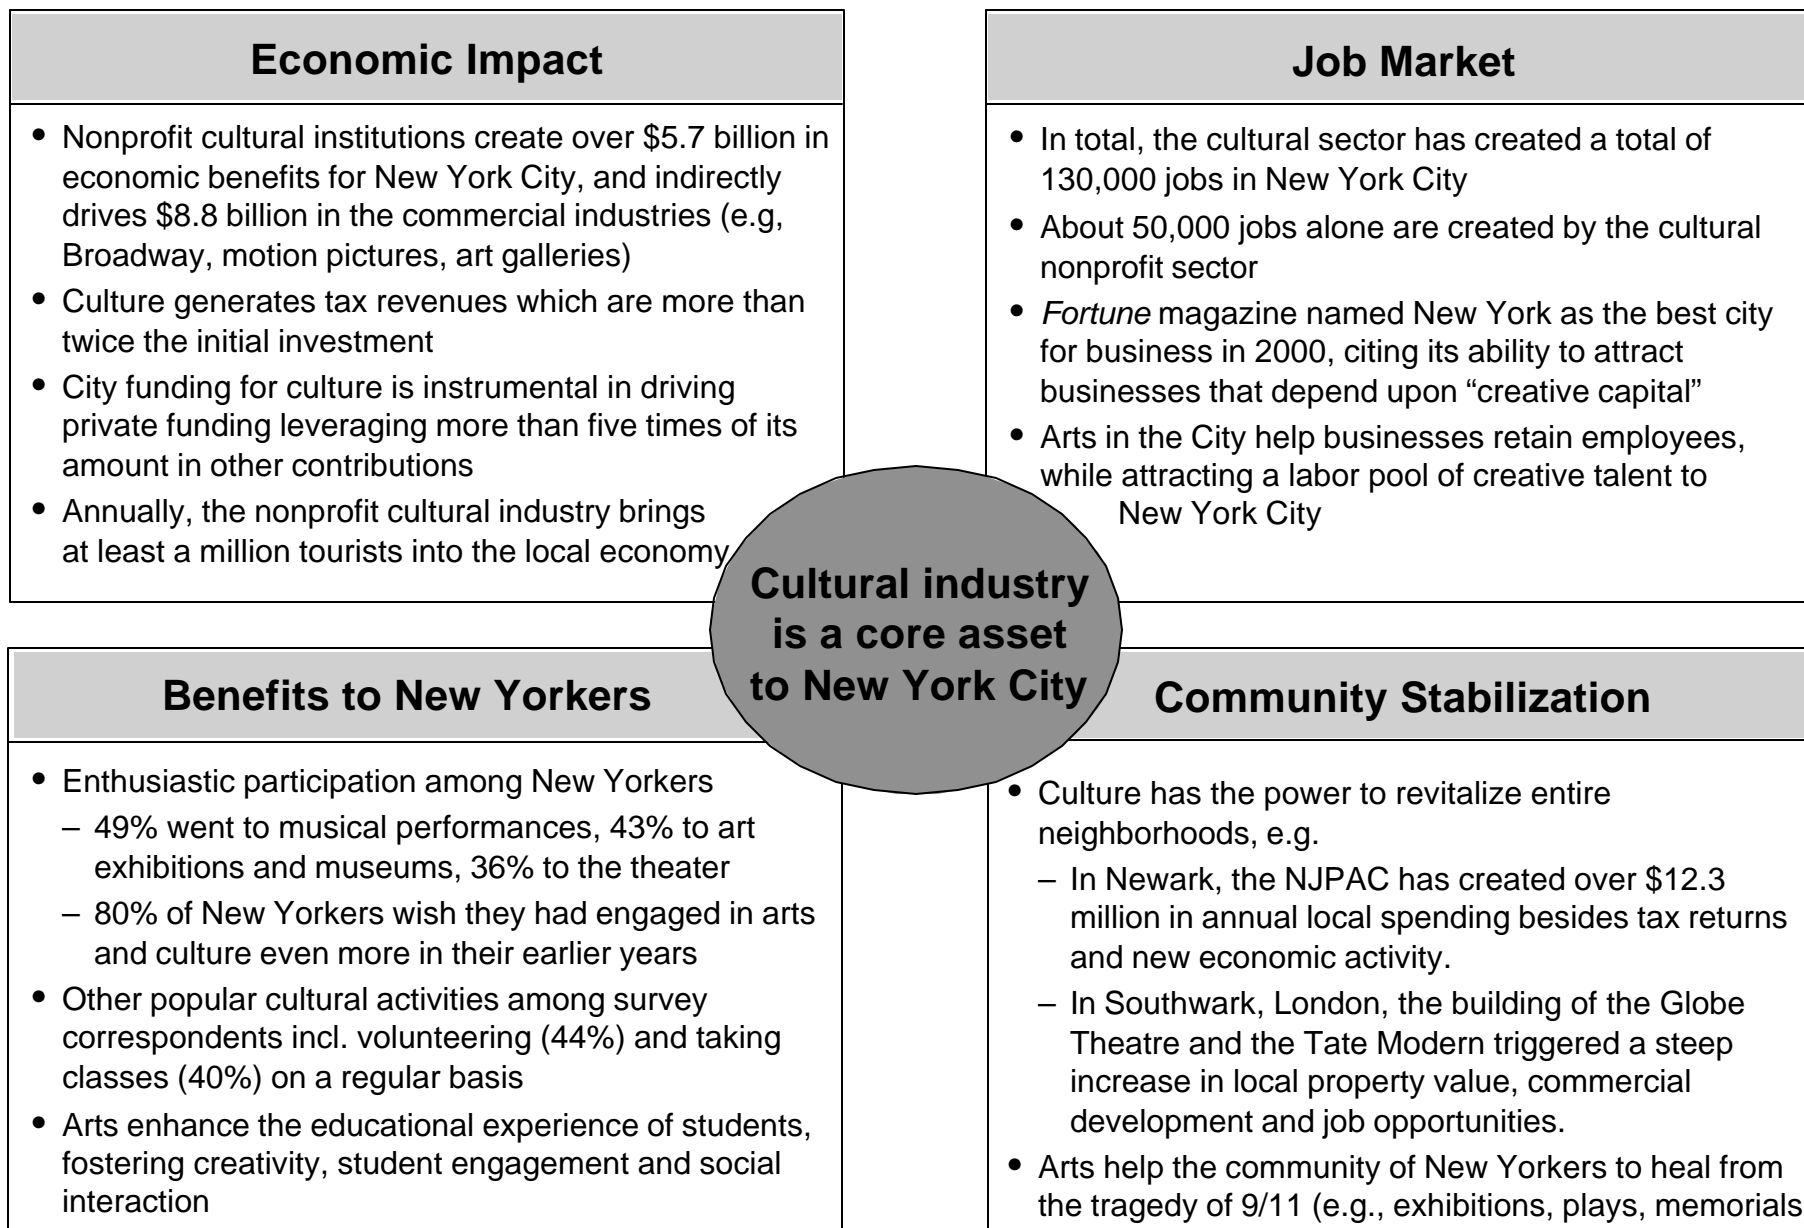 Economic Impact
• Nonprofit cultural institutions create over $5.7 billion in
economic benefits for New York City, and indirectly
drives $8.8 billion in the commercial industries (e.g,
Broadway, motion pictures, art galleries)
• Culture generates tax revenues which are more than
twice the initial investment
• City funding for culture is instrumental in driving
private funding leveraging more than five times of its
amount in other contributions
• Annually, the nonprofit cultural industry brings
at least a million tourists into the local economy
Job Market
• In total, the cultural sector has created a total of
130,000 jobs in New York City
• About 50,000 jobs alone are created by the cultural
nonprofit sector
• Fortune magazine named New York as the best city
for business in 2000, citing its ability to attract
businesses that depend upon “creative capital”
• Arts in the City help businesses retain employees,
while attracting a labor pool of creative talent to
New York City
Cultural industry
is a core asset
to New York City
Benefits to New Yorkers
• Enthusiastic participation among New Yorkers
– 49% went to musical performances, 43% to art
exhibitions and museums, 36% to the theater
– 80% of New Yorkers wish they had engaged in arts
and culture even more in their earlier years
• Other popular cultural activities among survey
correspondents incl. volunteering (44%) and taking
classes (40%) on a regular basis
• Arts enhance the educational experience of students,
fostering creativity, student engagement and social
interaction
Community Stabilization
• Culture has the power to revitalize entire
neighborhoods, e.g.
– In Newark, the NJPAC has created over $12.3
million in annual local spending besides tax returns
and new economic activity.
– In Southwark, London, the building of the Globe
Theatre and the Tate Modern triggered a steep
increase in local property value, commercial
development and job opportunities.
• Arts help the community of New Yorkers to heal from
the tragedy of 9/11 (e.g., exhibitions, plays, memorials